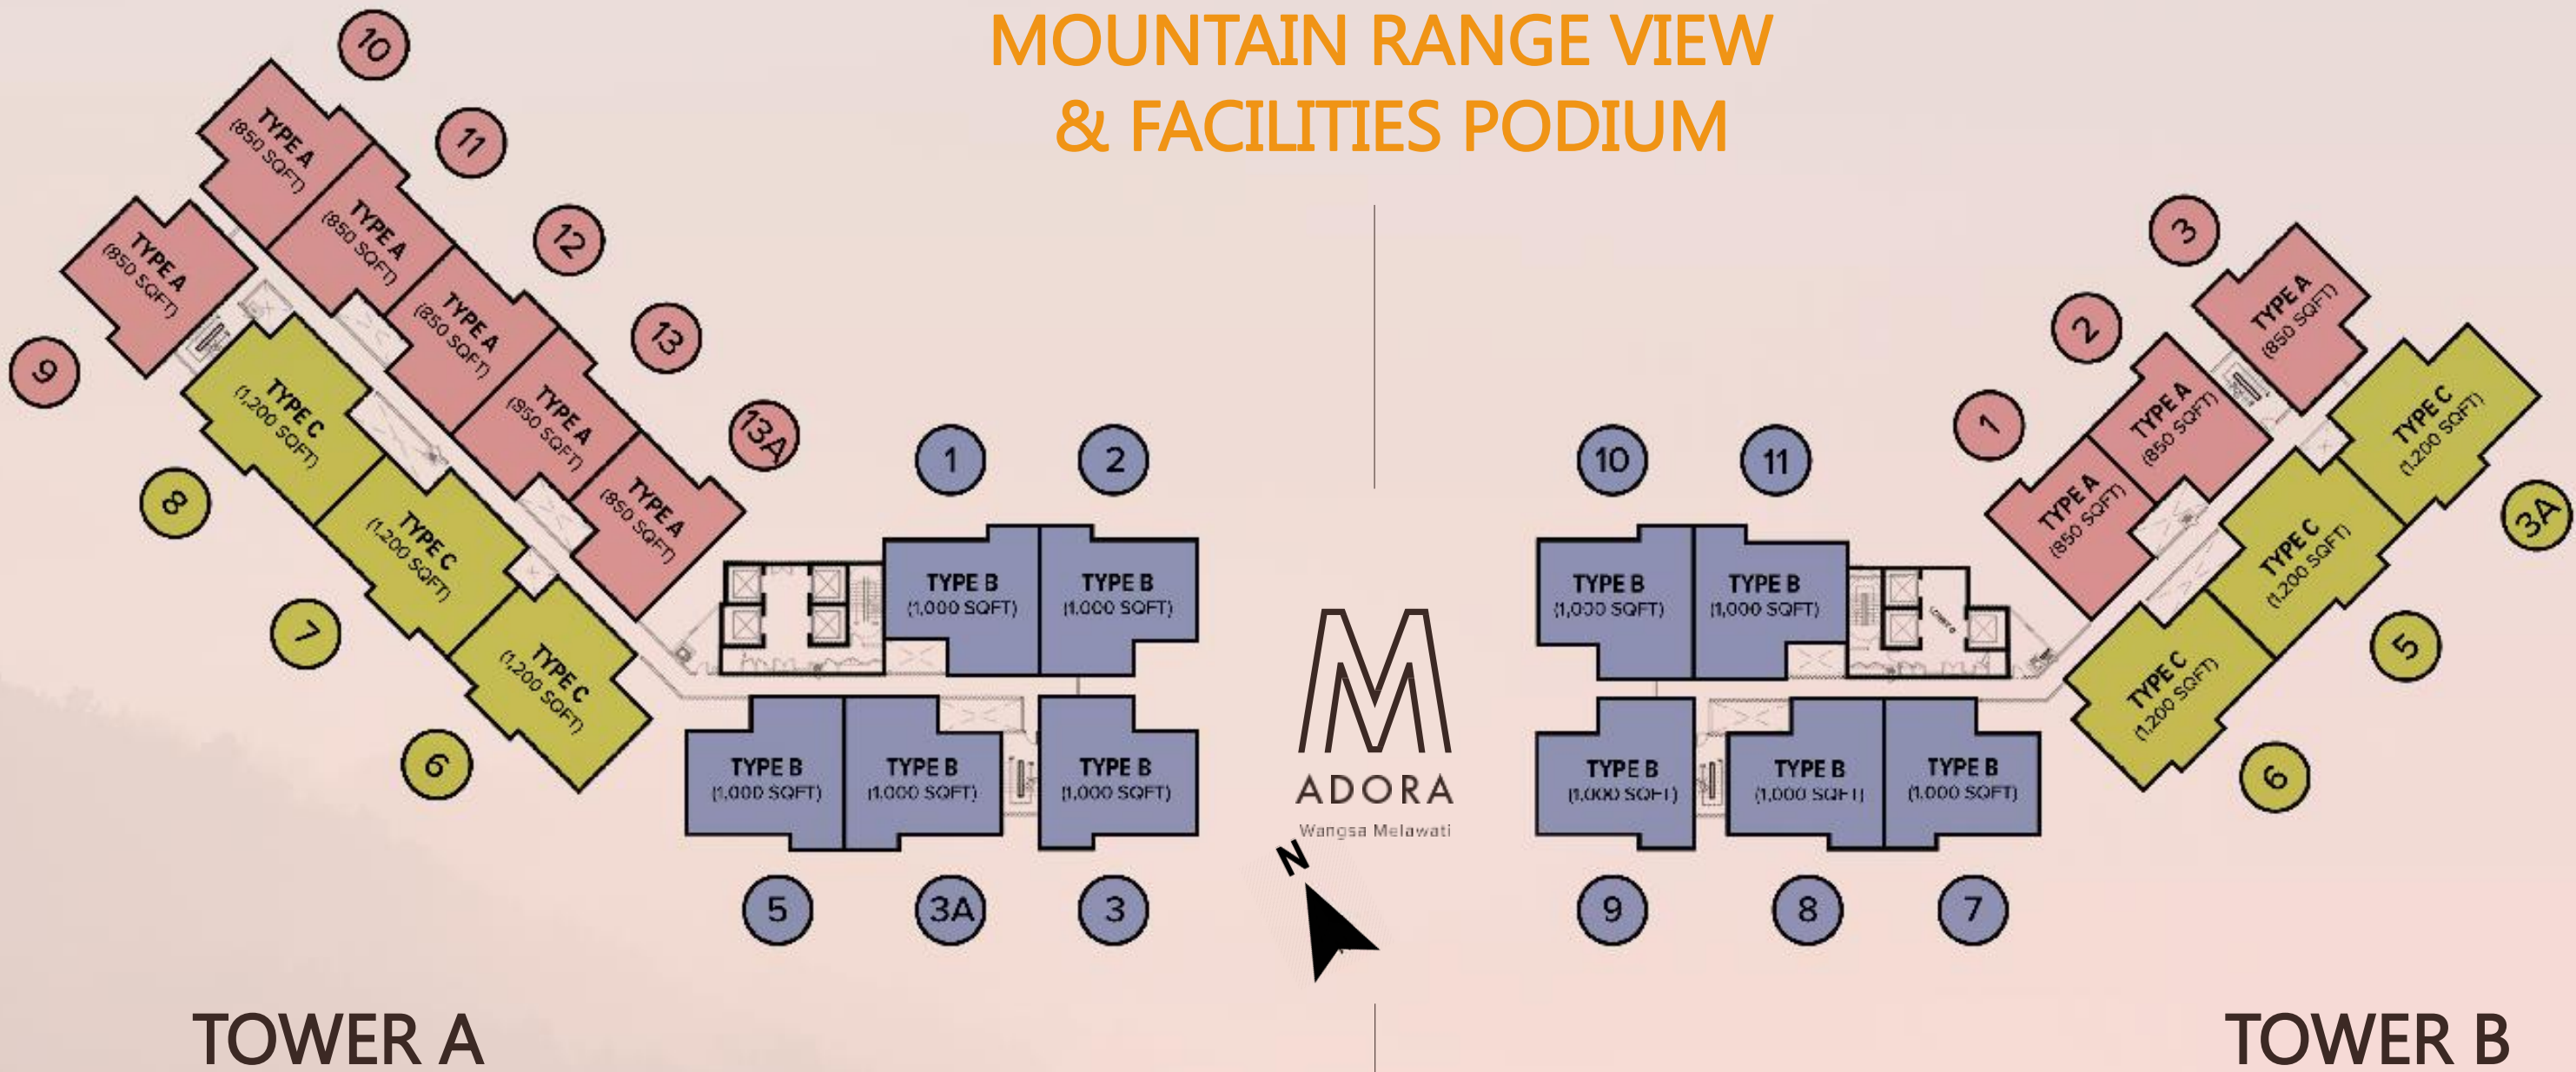 MOUNTAIN RANGE VIEW
& FACILITIES PODIUM
10
11
12
13
13A
9
8
7
6
TYPE A
(850 SQFT)
TYPE A
(850 SQFT)
TYPE A
(850 SQFT)
TYPE A
(850 SQFT)
TYPE A
(850 SQFT)
TYPE A
(850 SQFT)
TYPE C
(1,200 SQFT)
TYPE C
(1,200 SQFT)
TYPE C
(1,200 SQFT)
1
2
TYPE B
(1,000 SQFT)
TYPE B
(1,000 SQFT)
TYPE B
(1,000 SQFT)
TYPE B
(1,000 SQFT)
TYPE B
(1,000 SQFT)
5
3A
3
M
ADORA
Wangsa Melawati
N
10
11
TYPE B
(1,000 SQFT)
TYPE B
(1,000 SQFT)
LOBBY B
TYPE B
(1,000 SQFT)
TYPE B
(1,000 SQFT)
TYPE B
(1,000 SQFT)
9
8
7
3
2
1
TYPE A
(850 SQFT)
TYPE A
(850 SQFT)
TYPE A
(850 SQFT)
TYPE C
(1,200 SQFT)
TYPE C
(1,200 SQFT)
TYPE C
(1,200 SQFT)
3A
5
6
TOWER A
TOWER B